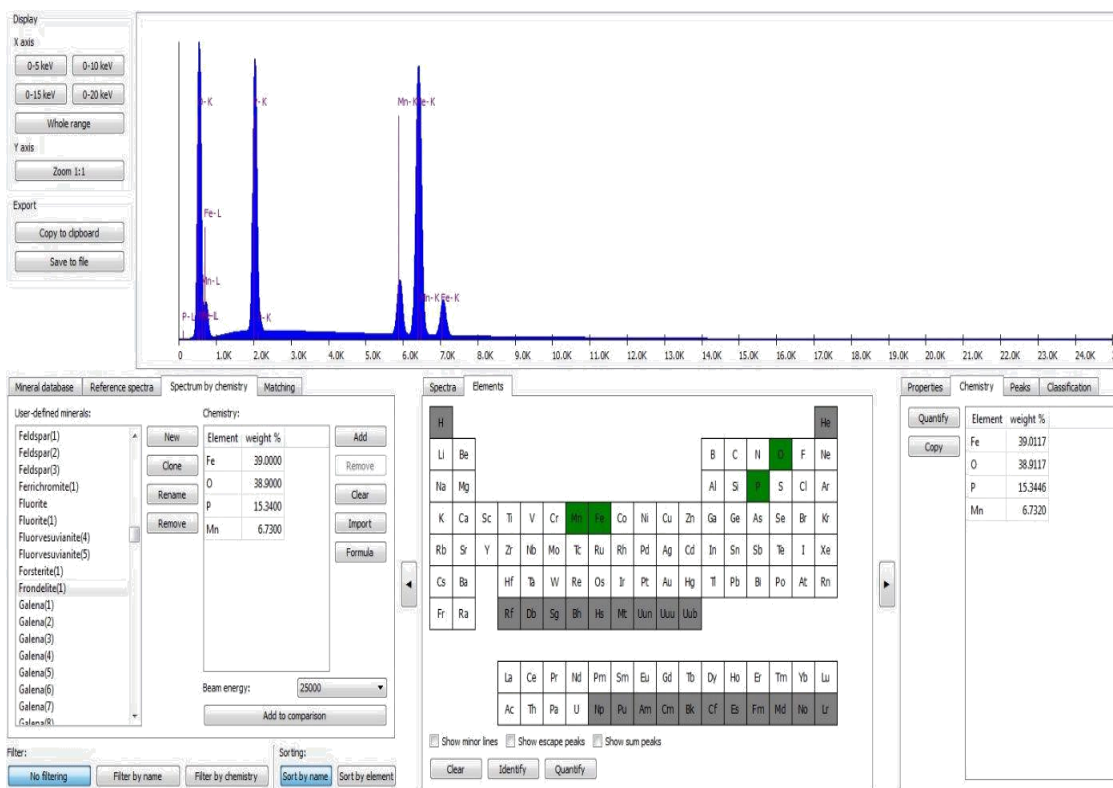 Display
X axis
0-5 keV 0-10 keV
0-15 keV 0-20 keV
Whole range
Y axis
Zoom 1:1
Export
Copy to clipboard
Save to file
Mn-K
Fe-L
P-L
0 1.0K 2.0K 3.0K 4.0K 5.0K 6.0K 7.0K 8.0K 9.0K 10.0K 11.0K 12.0K 13.0K 14.0K 15.0K 16.0K 17.0K 18.0K 19.0K 20.0K 21.0K 22.0K 23.0K 24.0K
Mineral database Reference spectra Spectrum by chemistry Matching
User-defined minerals:
Feldspar(1)
Feldspar(2)
Feldspar(3)
Ferrichromite(1)
Fluorite
Fluorite(1)
Fluorvesuvianite(4)
Fluorvesuvianite(5)
Forsterite(1)
Frondelite(1)
Galena(1)
Galena(2)
Galena(3)
Galena(4)
Galena(5)
Galena(6)
Galena(7)
Galena(8)
New
Clone
Rename
Remove
Chemistry:
Element weight %
Fe 39.0000
O 38.9000
P 15.3400
Mn 6.7300
Add
Remove
Clear
Import
Formula
Beam energy: 25000
Add to comparison
Filter:
No filtering Filter by name Filter by chemistry
Sorting:
Sort by name Sort by element
Spectra Elements
H He
Li Be B C N O F Ne
Na Mg Al Si P S Cl Ar
K Ca Sc Ti V Cr Mn Fe Co Ni Cu Zn Ga Ge As Se Br Kr
Rb Sr Y Zr Nb Mo Tc Ru Rh Pd Ag Cd In Sn Sb Te I Xe
Cs Ba Hf Ta W Re Os Ir Pt Au Hg Tl Pb Bi Po At Rn
Fr Ra Rf Db Sg Bh Hs Mt Uun Uuu Uub
La Ce Pr Nd Pm Sm Eu Gd Tb Dy Ho Er Tm Yb Lu
Ac Th Pa U Np Pu Am Cm Bk Cf Es Fm Md No Lr
Show minor lines Show escape peaks Show sum peaks
Clear Identify Quantify
Properties Chemistry Peaks Classification
Quantify
Copy
Element weight %
Fe 39.0117
O 38.9117
P 15.3446
Mn 6.7320